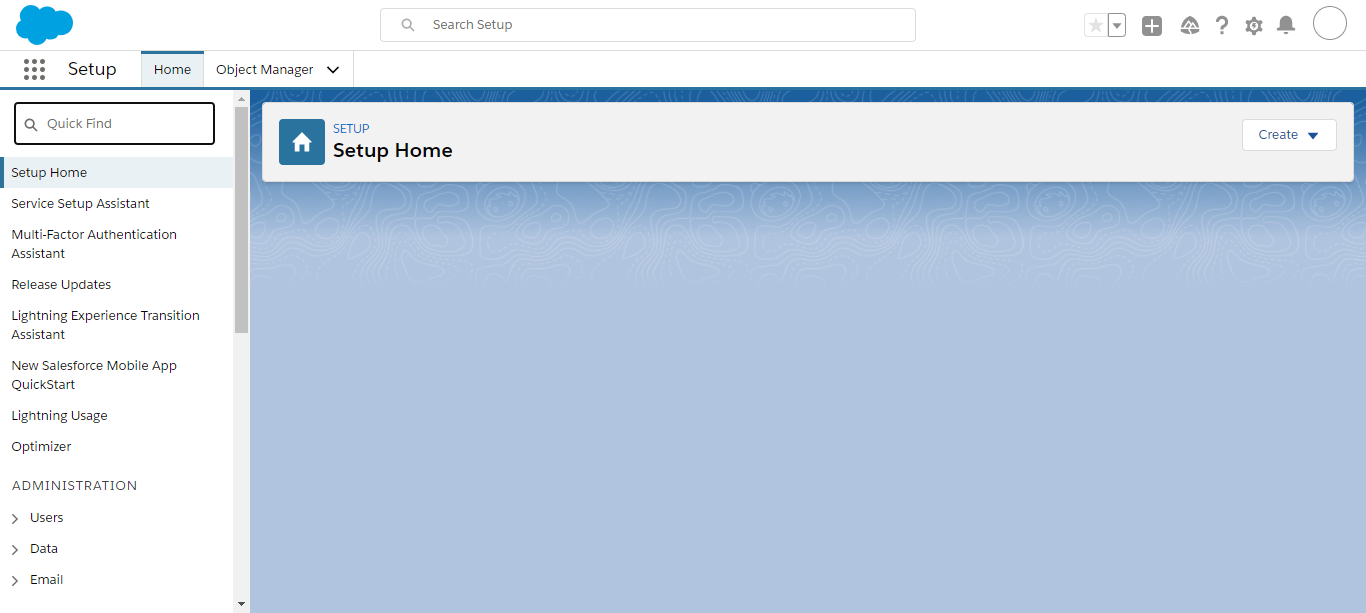 Search Setup
Setup
Home
Object Manager
Quick Find
Setup Home
Service Setup Assistant
Multi-Factor Authentication
Assistant
Release Updates
Lightning Experience Transition
Assistant
New Salesforce Mobile App
QuickStart
Lightning Usage
Optimizer
ADMINISTRATION
Users
Data
Email
SETUP
Setup Home
Create